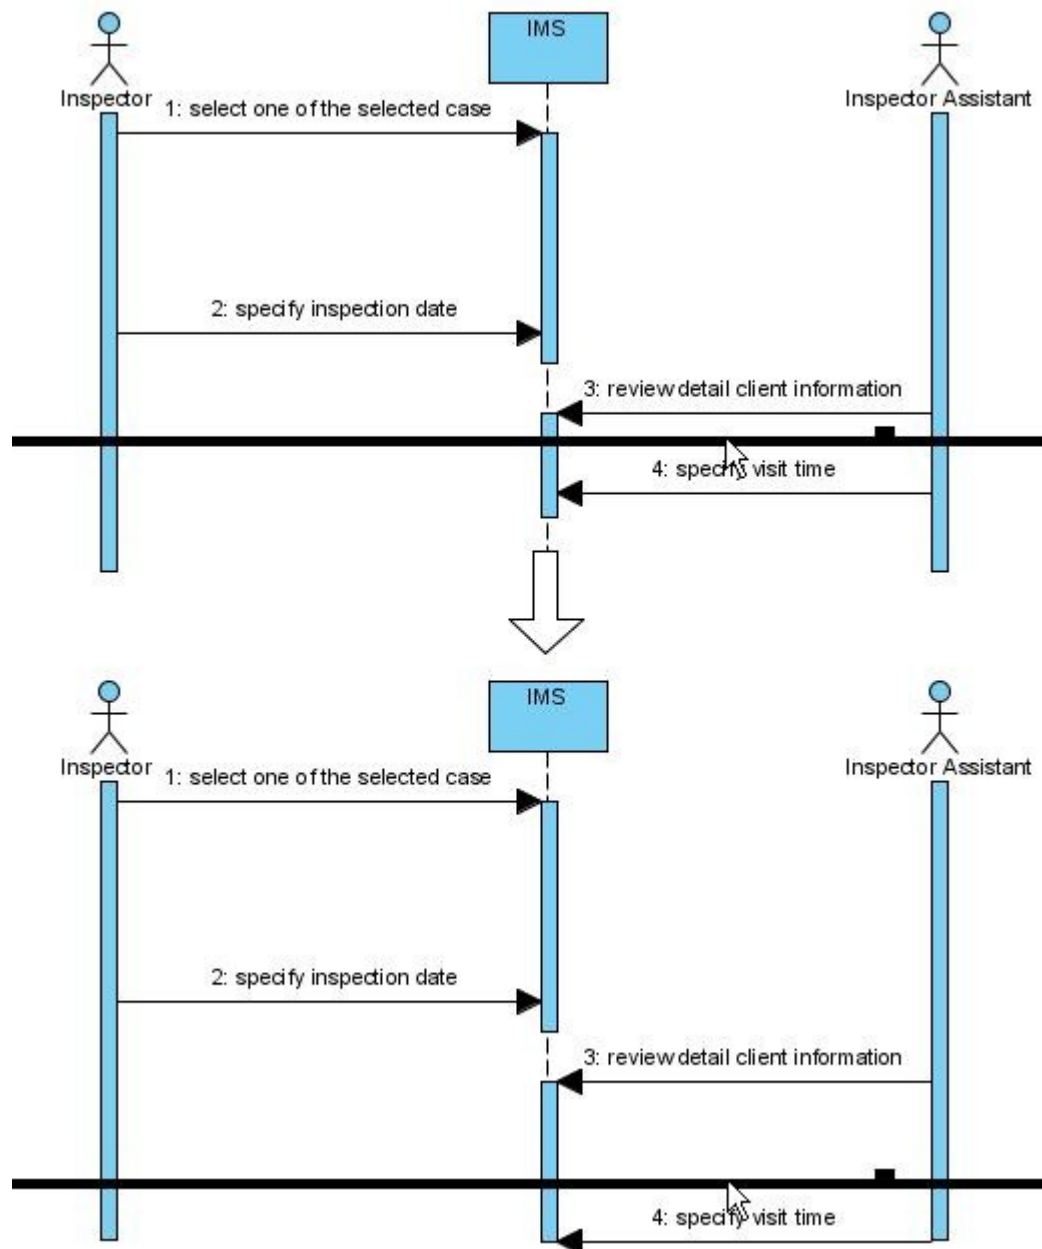 IMS
Inspector
Inspector Assistant
1: select one of the selected case
2: specify inspection date
3: review detail client information
4: specify visit time
IMS
Inspector
Inspector Assistant
1: select one of the selected case
2: specify inspection date
3: review detail client information
4: specify visit time